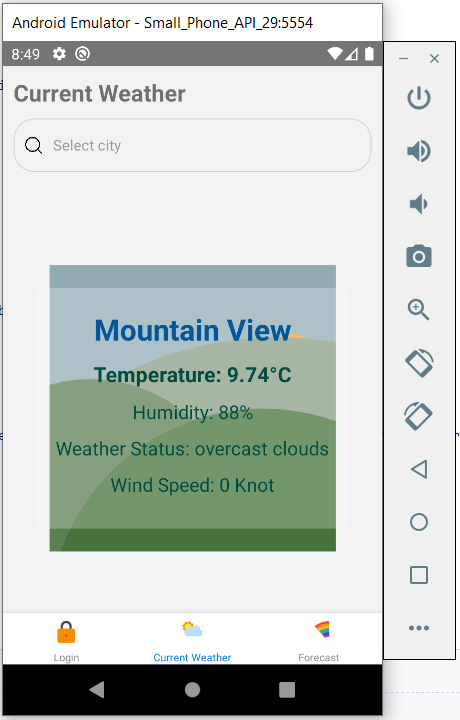 Android Emulator - Small_Phone_API_29:5554
8:49
Current Weather
Select city
Mountain View
Temperature: 9.74°C
Humidity: 88%
Weather Status: overcast clouds
Wind Speed: 0 Knot
Login
Current Weather
Forecast